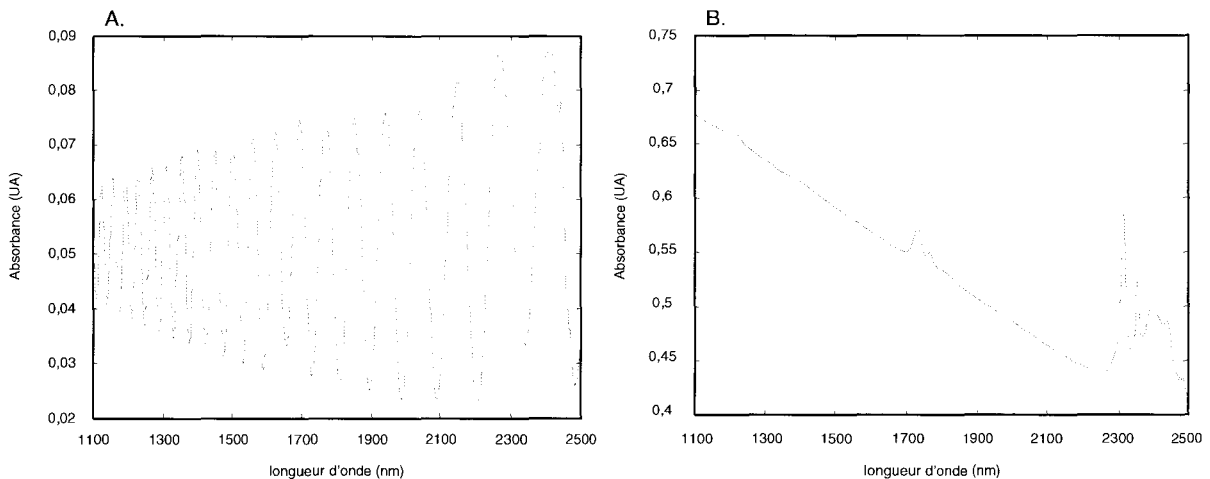 A.
0,09
0,08
0,07
0,06
0,05
0,04
0,03
0,02
Absorbance (UA)
1100 1300 1500 1700 1900 2100 2300 2500
longueur d'onde (nm)
B.
0,75
0,7
0,65
0,6
0,55
0,5
0,45
0,4
Absorbance (UA)
1100 1300 1500 1700 1900 2100 2300 2500
longueur d'onde (nm)